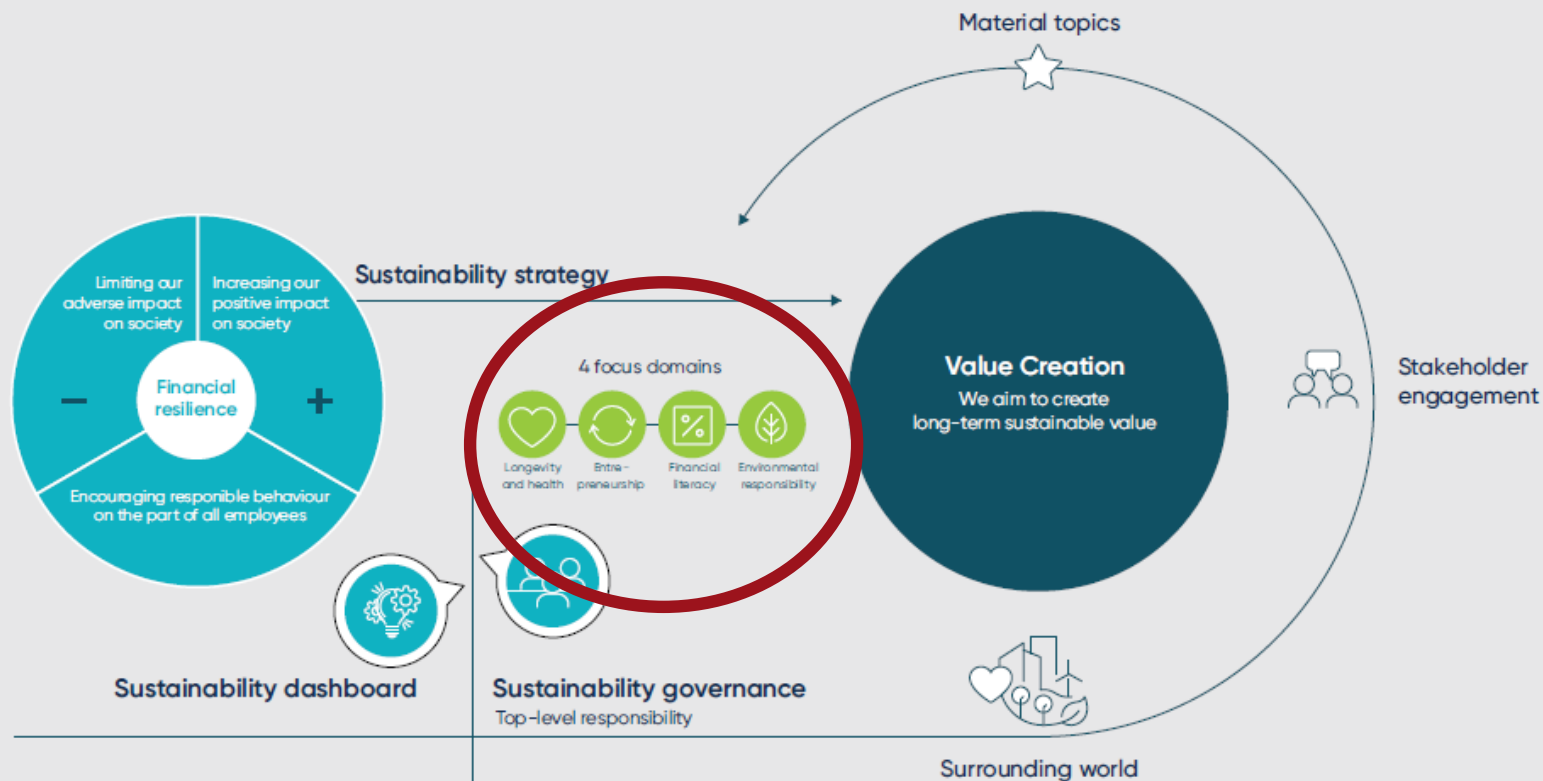 Material topics
Sustainability strategy
Limiting our
adverse impact
on society
Increasing our
positive impact
on society
Financial
resilience
Encouraging responible behaviour
on the part of all employees
4 focus domains
Longevity
and health
Entre-
preneurship
Financial
literacy
Environmental
responsibility
Value Creation
We aim to create
long-term sustainable value
Stakeholder
engagement
Sustainability dashboard
Sustainability governance
Top-level responsibility
Surrounding world